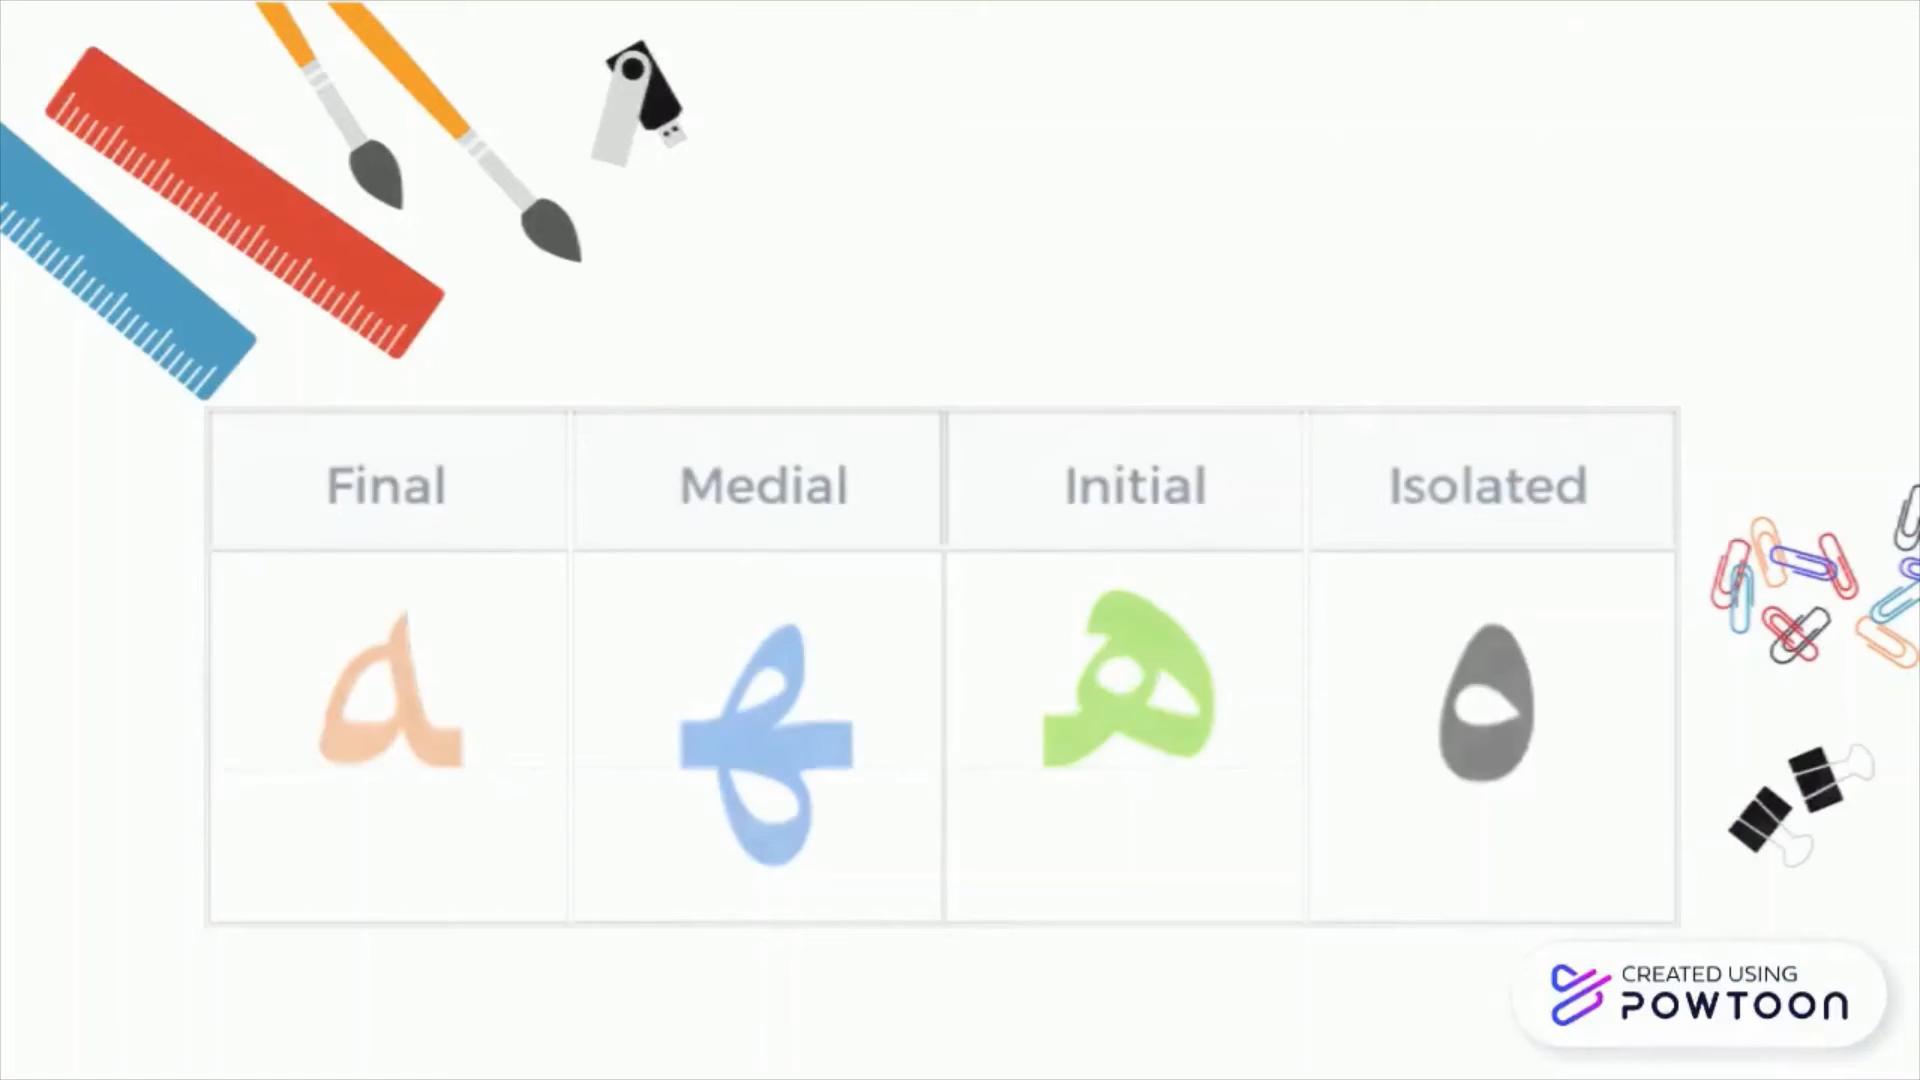 Final Medial Initial Isolated
ـه ـهـ هـ ه
CREATED USING
POWTOON